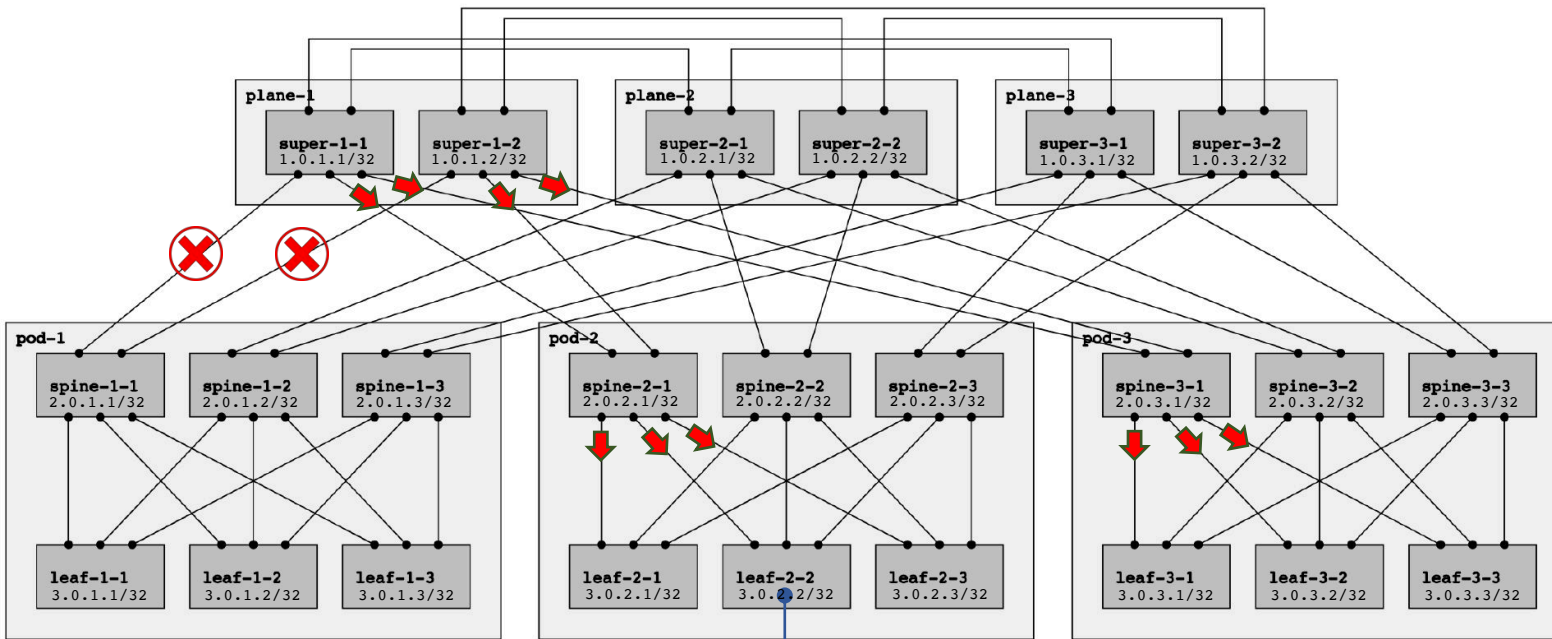 plane-1
plane-2
plane-3
super-1-1
1.0.1.1/32
super-1-2
1.0.1.2/32
super-2-1
1.0.2.1/32
super-2-2
1.0.2.2/32
super-3-1
1.0.3.1/32
super-3-2
1.0.3.2/32
pod-1
pod-2
pod-3
spine-1-1
2.0.1.1/32
spine-1-2
2.0.1.2/32
spine-1-3
2.0.1.3/32
spine-2-1
2.0.2.1/32
spine-2-2
2.0.2.2/32
spine-2-3
2.0.2.3/32
spine-3-1
2.0.3.1/32
spine-3-2
2.0.3.2/32
spine-3-3
2.0.3.3/32
leaf-1-1
3.0.1.1/32
leaf-1-2
3.0.1.2/32
leaf-1-3
3.0.1.3/32
leaf-2-1
3.0.2.1/32
leaf-2-2
3.0.2.2/32
leaf-2-3
3.0.2.3/32
leaf-3-1
3.0.3.1/32
leaf-3-2
3.0.3.2/32
leaf-3-3
3.0.3.3/32